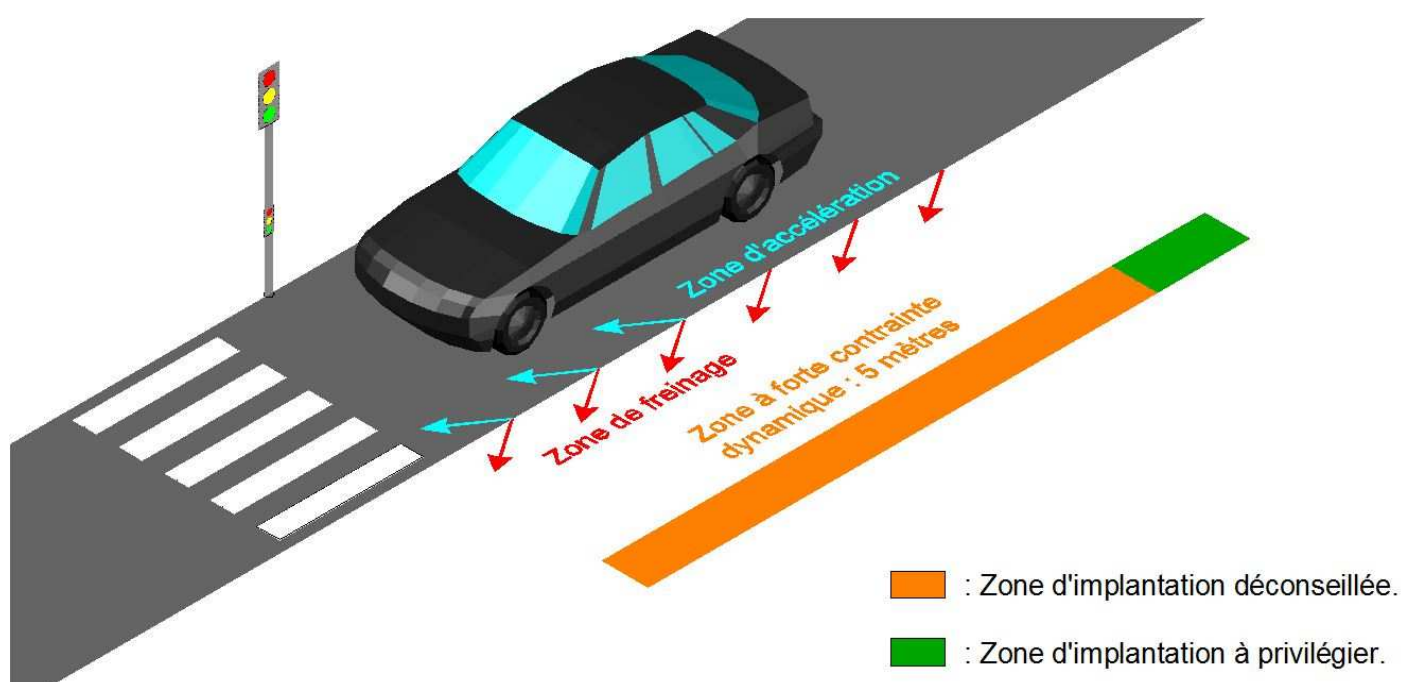 Zone d'accélération
Zone de freinage
Zone à forte contrainte
dynamique : 5 mètres
: Zone d'implantation déconseillée.
: Zone d'implantation à privilégier.